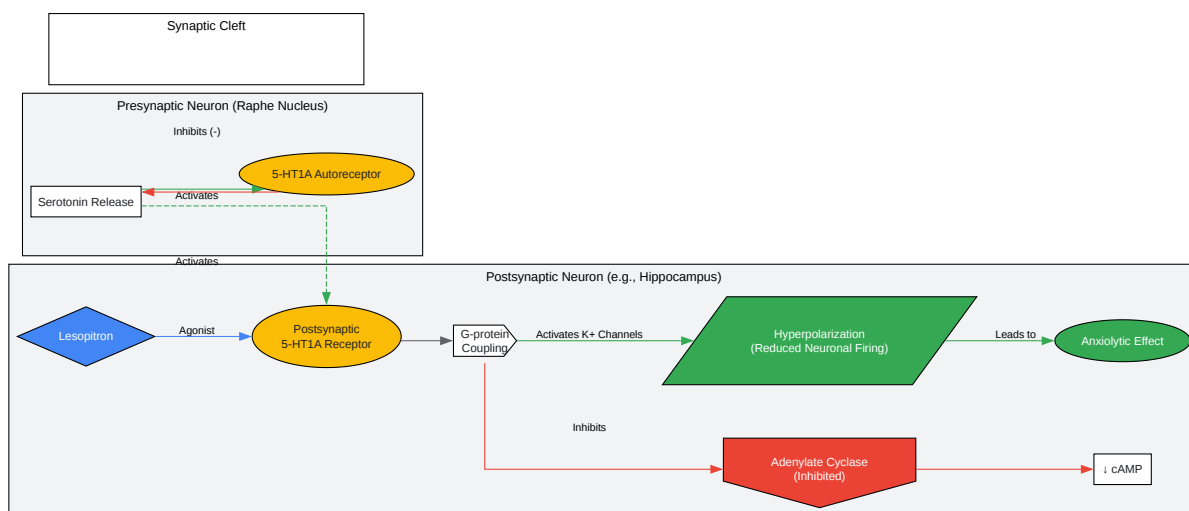 Synaptic Cleft
Presynaptic Neuron (Raphe Nucleus)
Inhibits (-)
5-HT1A Autoreceptor
Serotonin Release
Activates
Activates
Postsynaptic Neuron (e.g., Hippocampus)
Lesopitron
Agonist
Postsynaptic
5-HT1A Receptor
G-protein
Coupling
Activates K+ Channels
Hyperpolarization
(Reduced Neuronal Firing)
Leads to
Anxiolytic Effect
Inhibits
Adenylate Cyclase
(Inhibited)
↓ cAMP